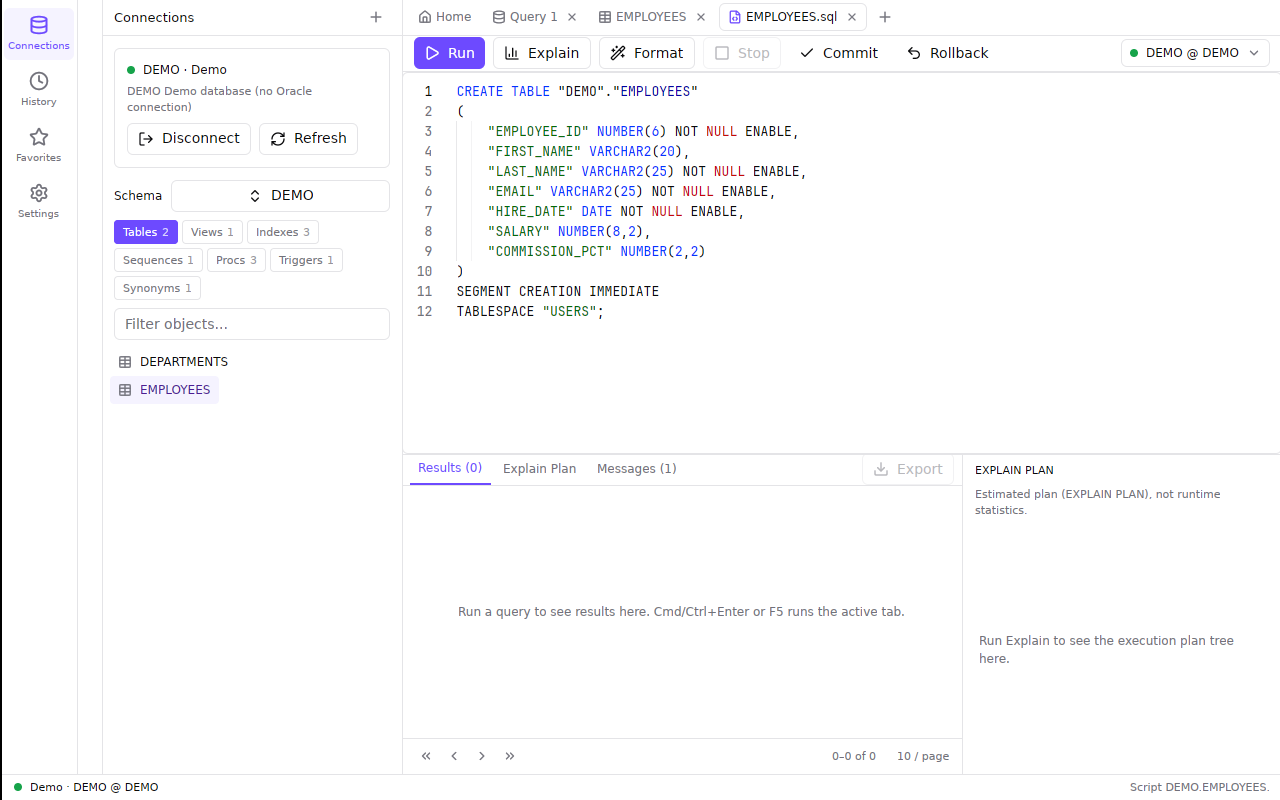 Connections
History
Favorites
Settings
Connections
DEMO · Demo
DEMO Demo database (no Oracle
connection)
Disconnect
Refresh
Schema
DEMO
Tables 2
Views 1
Indexes 3
Sequences 1
Procs 3
Triggers 1
Synonyms 1
Filter objects...
DEPARTMENTS
EMPLOYEES
Home
Query 1
EMPLOYEES
EMPLOYEES.sql
Run
Explain
Format
Stop
Commit
Rollback
DEMO @ DEMO
1 CREATE TABLE "DEMO"."EMPLOYEES"
2 (
3 "EMPLOYEE_ID" NUMBER(6) NOT NULL ENABLE,
4 "FIRST_NAME" VARCHAR2(20),
5 "LAST_NAME" VARCHAR2(25) NOT NULL ENABLE,
6 "EMAIL" VARCHAR2(25) NOT NULL ENABLE,
7 "HIRE_DATE" DATE NOT NULL ENABLE,
8 "SALARY" NUMBER(8,2),
9 "COMMISSION_PCT" NUMBER(2,2)
10 )
11 SEGMENT CREATION IMMEDIATE
12 TABLESPACE "USERS";
Results (0)
Explain Plan
Messages (1)
Export
Run a query to see results here. Cmd/Ctrl+Enter or F5 runs the active tab.
0–0 of 0
10 / page
EXPLAIN PLAN
Estimated plan (EXPLAIN PLAN), not runtime
statistics.
Run Explain to see the execution plan tree
here.
Demo · DEMO @ DEMO
Script DEMO.EMPLOYEES.